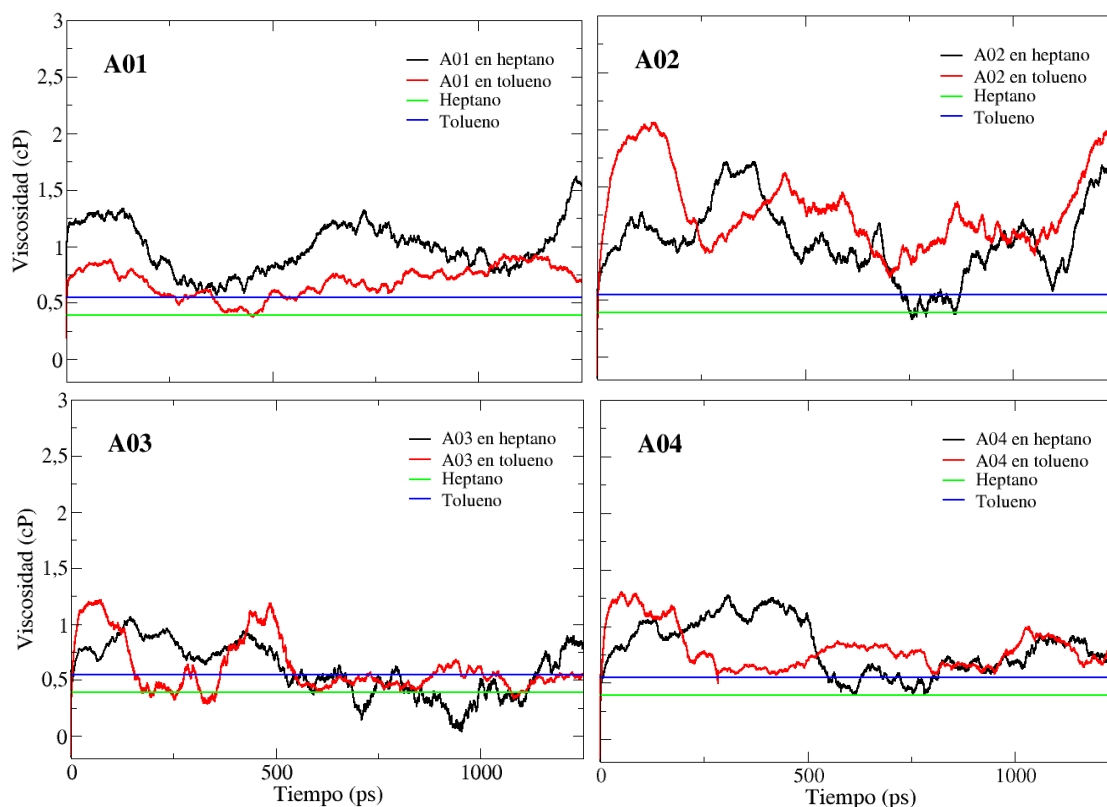 A01
A01 en heptano
A01 en tolueno
Heptano
Tolueno
Viscosidad (cP)
3
2,5
2
1,5
1
0,5
0
A02
A02 en heptano
A02 en tolueno
Heptano
Tolueno
A03
A03 en heptano
A03 en tolueno
Heptano
Tolueno
Viscosidad (cP)
3
2,5
2
1,5
1
0,5
0
0 500 1000
Tiempo (ps)
A04
A04 en heptano
A04 en tolueno
Heptano
Tolueno
0 500 1000
Tiempo (ps)